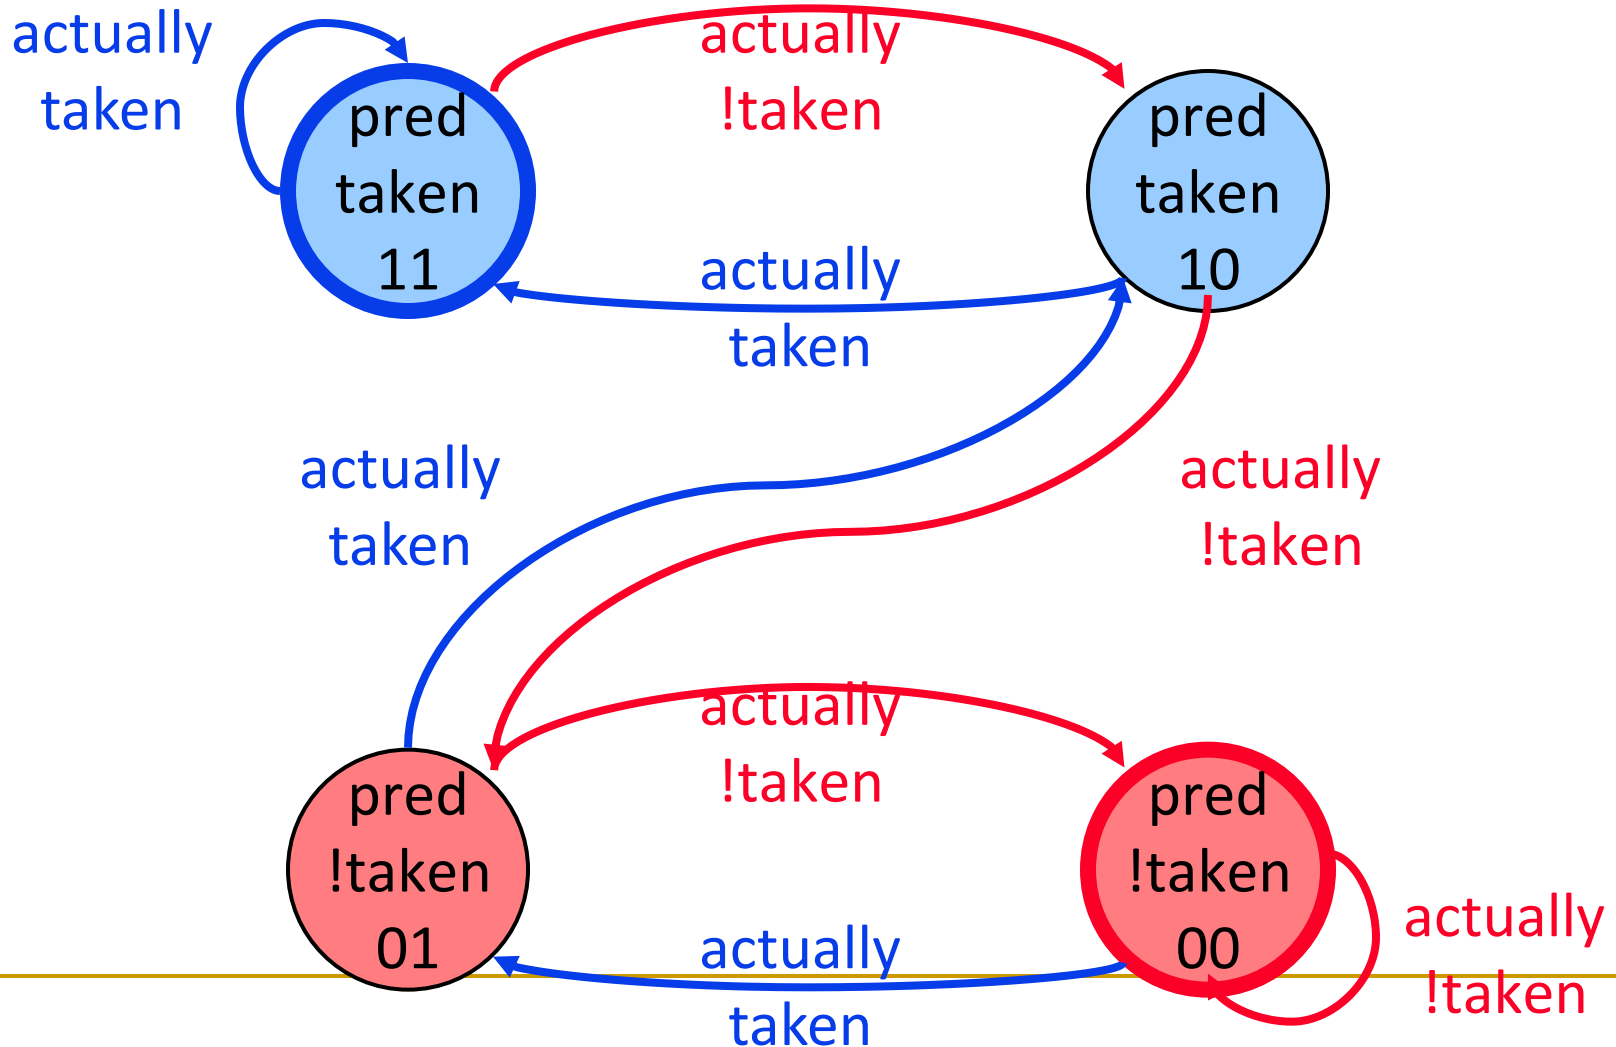 actually
taken
actually
!taken
pred
taken
11
pred
taken
10
actually
taken
actually
taken
actually
!taken
actually
!taken
pred
!taken
01
pred
!taken
00
actually
taken
actually
!taken